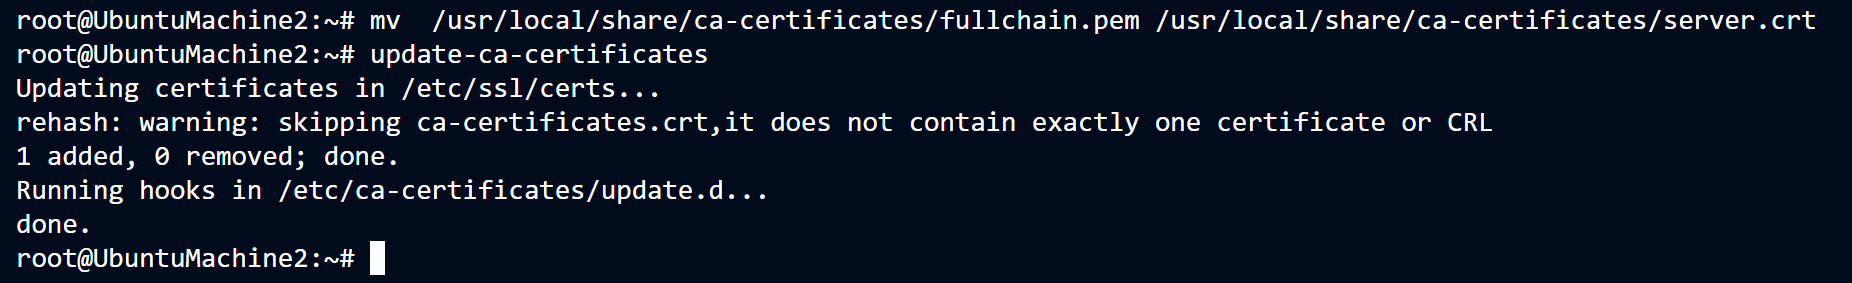 root@UbuntuMachine2:~# mv  /usr/local/share/ca-certificates/fullchain.pem /usr/local/share/ca-certificates/server.crt
root@UbuntuMachine2:~# update-ca-certificates
Updating certificates in /etc/ssl/certs...
rehash: warning: skipping ca-certificates.crt,it does not contain exactly one certificate or CRL
1 added, 0 removed; done.
Running hooks in /etc/ca-certificates/update.d...
done.
root@UbuntuMachine2:~#